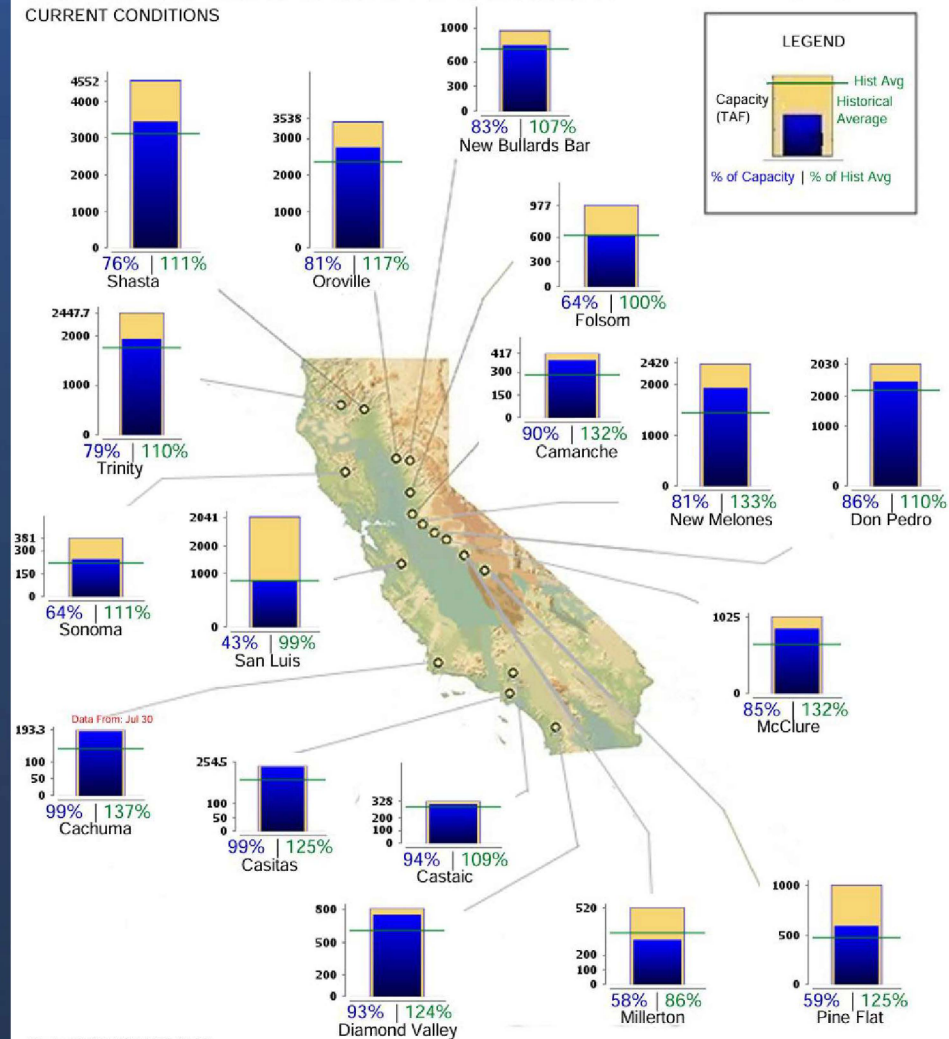 CURRENT CONDITIONS
LEGEND
Hist Avg
Capacity (TAF)
Historical Average
% of Capacity | % of Hist Avg
1000
600
300
0
83% | 107%
New Bullards Bar
4552
4000
3000
2000
1000
0
76% | 111%
Shasta
3538
3000
2000
1000
0
81% | 117%
Oroville
977
600
300
0
64% | 100%
Folsom
2447.7
2000
1000
0
79% | 110%
Trinity
417
300
150
0
90% | 132%
Camanche
2420
2000
1000
0
81% | 133%
New Melones
2030
2000
1000
0
86% | 110%
Don Pedro
381
300
150
0
64% | 111%
Sonoma
2041
2000
1000
0
43% | 99%
San Luis
1025
0
85% | 132%
McClure
Data From: Jul 30
193.3
100
50
0
99% | 137%
Cachuma
254.5
100
50
0
99% | 125%
Casitas
328
200
100
0
94% | 109%
Castaic
800
500
200
0
93% | 124%
Diamond Valley
520
200
100
0
58% | 86%
Millerton
1000
500
0
59% | 125%
Pine Flat